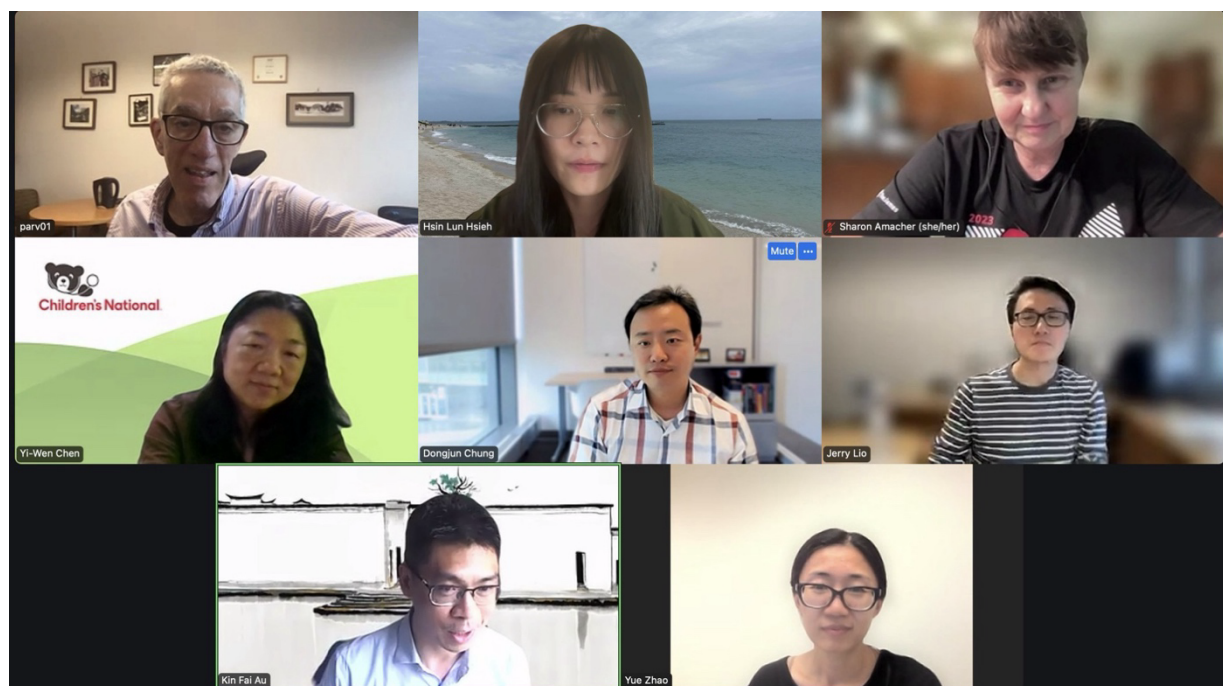 parv01
Hsin Lun Hsieh
2023
Sharon Amacher (she/her)
Children's National
Yi-Wen Chen
Mute
Dongjun Chung
Jerry Lio
Kin Fai Au
Yue Zhao